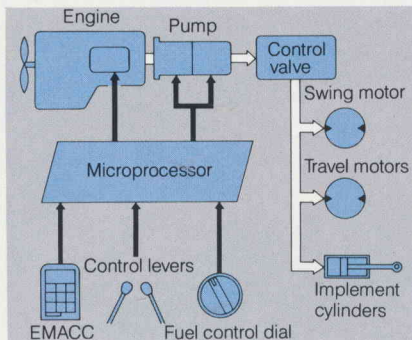 Engine
Pump
Control
valve
Swing motor
Travel motors
Microprocessor
Control levers
EMACC
Fuel control dial
Implement
cylinders